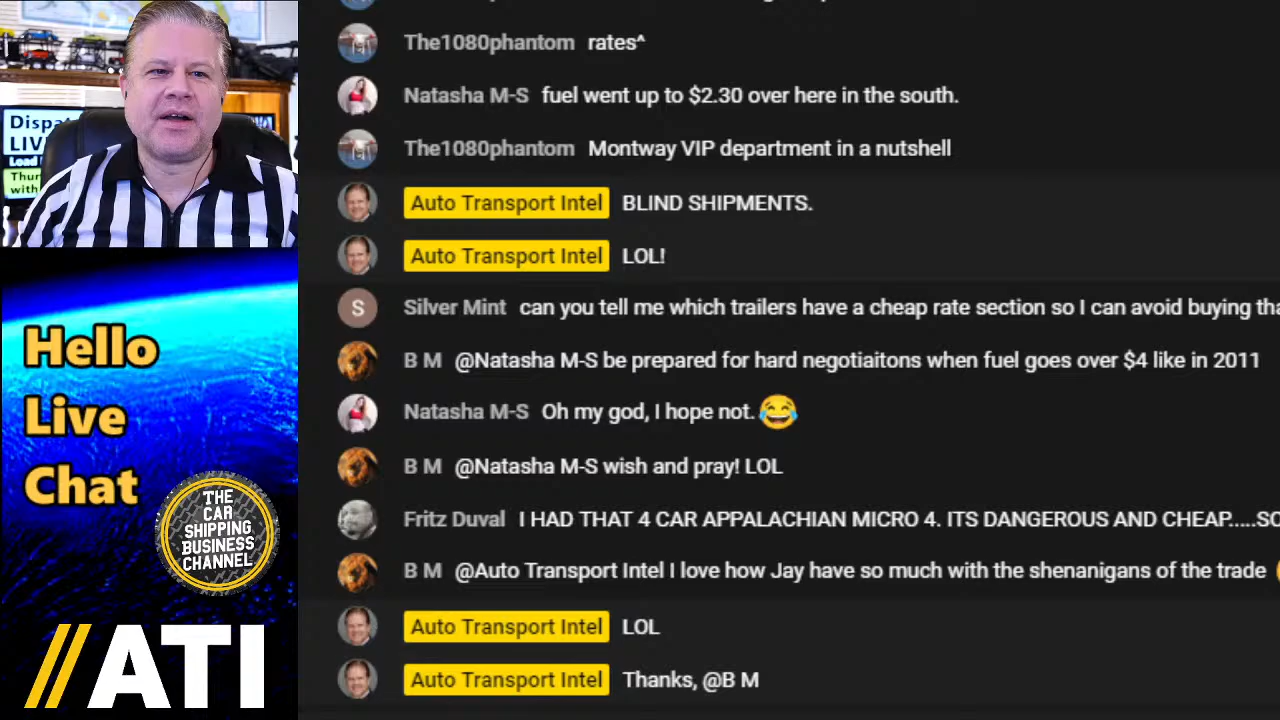 Dispat
LIV
Load
Thur
with
Hello
Live
Chat
THE
CAR
SHIPPING
BUSINESS
CHANNEL
//ATI
The1080phantom rates^
Natasha M-S fuel went up to $2.30 over here in the south.
The1080phantom Montway VIP department in a nutshell
Auto Transport Intel BLIND SHIPMENTS.
Auto Transport Intel LOL!
S Silver Mint can you tell me which trailers have a cheap rate section so I can avoid buying tha
B M @Natasha M-S be prepared for hard negotiaitons when fuel goes over $4 like in 2011
Natasha M-S Oh my god, I hope not. 😂
B M @Natasha M-S wish and pray! LOL
Fritz Duval I HAD THAT 4 CAR APPALACHIAN MICRO 4. ITS DANGEROUS AND CHEAP.....SO
B M @Auto Transport Intel I love how Jay have so much with the shenanigans of the trade
Auto Transport Intel LOL
Auto Transport Intel Thanks, @B M